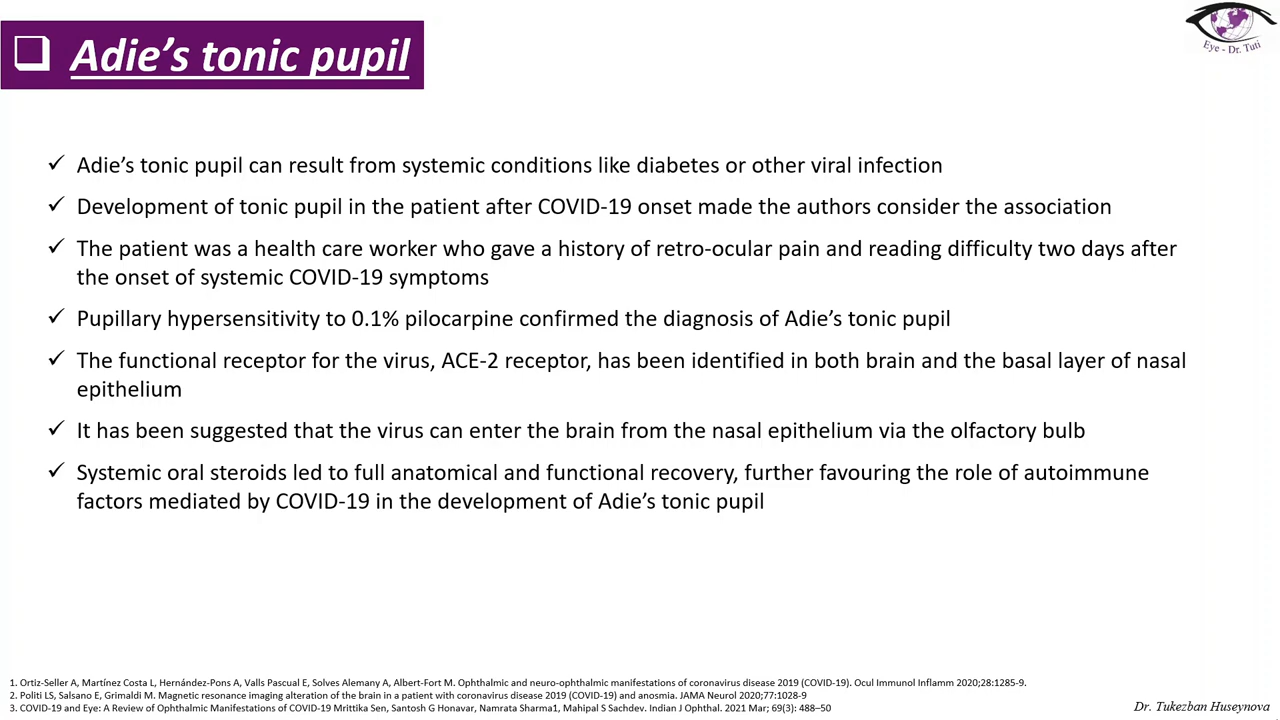 Adie’s tonic pupil
Eye - Dr. Tuti
✓ Adie’s tonic pupil can result from systemic conditions like diabetes or other viral infection
✓ Development of tonic pupil in the patient after COVID-19 onset made the authors consider the association
✓ The patient was a health care worker who gave a history of retro-ocular pain and reading difficulty two days after
the onset of systemic COVID-19 symptoms
✓ Pupillary hypersensitivity to 0.1% pilocarpine confirmed the diagnosis of Adie’s tonic pupil
✓ The functional receptor for the virus, ACE-2 receptor, has been identified in both brain and the basal layer of nasal
epithelium
✓ It has been suggested that the virus can enter the brain from the nasal epithelium via the olfactory bulb
✓ Systemic oral steroids led to full anatomical and functional recovery, further favouring the role of autoimmune
factors mediated by COVID-19 in the development of Adie’s tonic pupil
1. Ortiz-Seller A, Martínez Costa L, Hernández-Pons A, Valls Pascual E, Solves Alemany A, Albert-Fort M. Ophthalmic and neuro-ophthalmic manifestations of coronavirus disease 2019 (COVID-19). Ocul Immunol Inflamm 2020;28:1285-9.
2. Politi LS, Salsano E, Grimaldi M. Magnetic resonance imaging alteration of the brain in a patient with coronavirus disease 2019 (COVID-19) and anosmia. JAMA Neurol 2020;77:1028-9
3. COVID-19 and Eye: A Review of Ophthalmic Manifestations of COVID-19 Mrittika Sen, Santosh G Honavar, Namrata Sharma1, Mahipal S Sachdev. Indian J Ophthal. 2021 Mar; 69(3): 488–50
Dr. Tukezban Huseynova